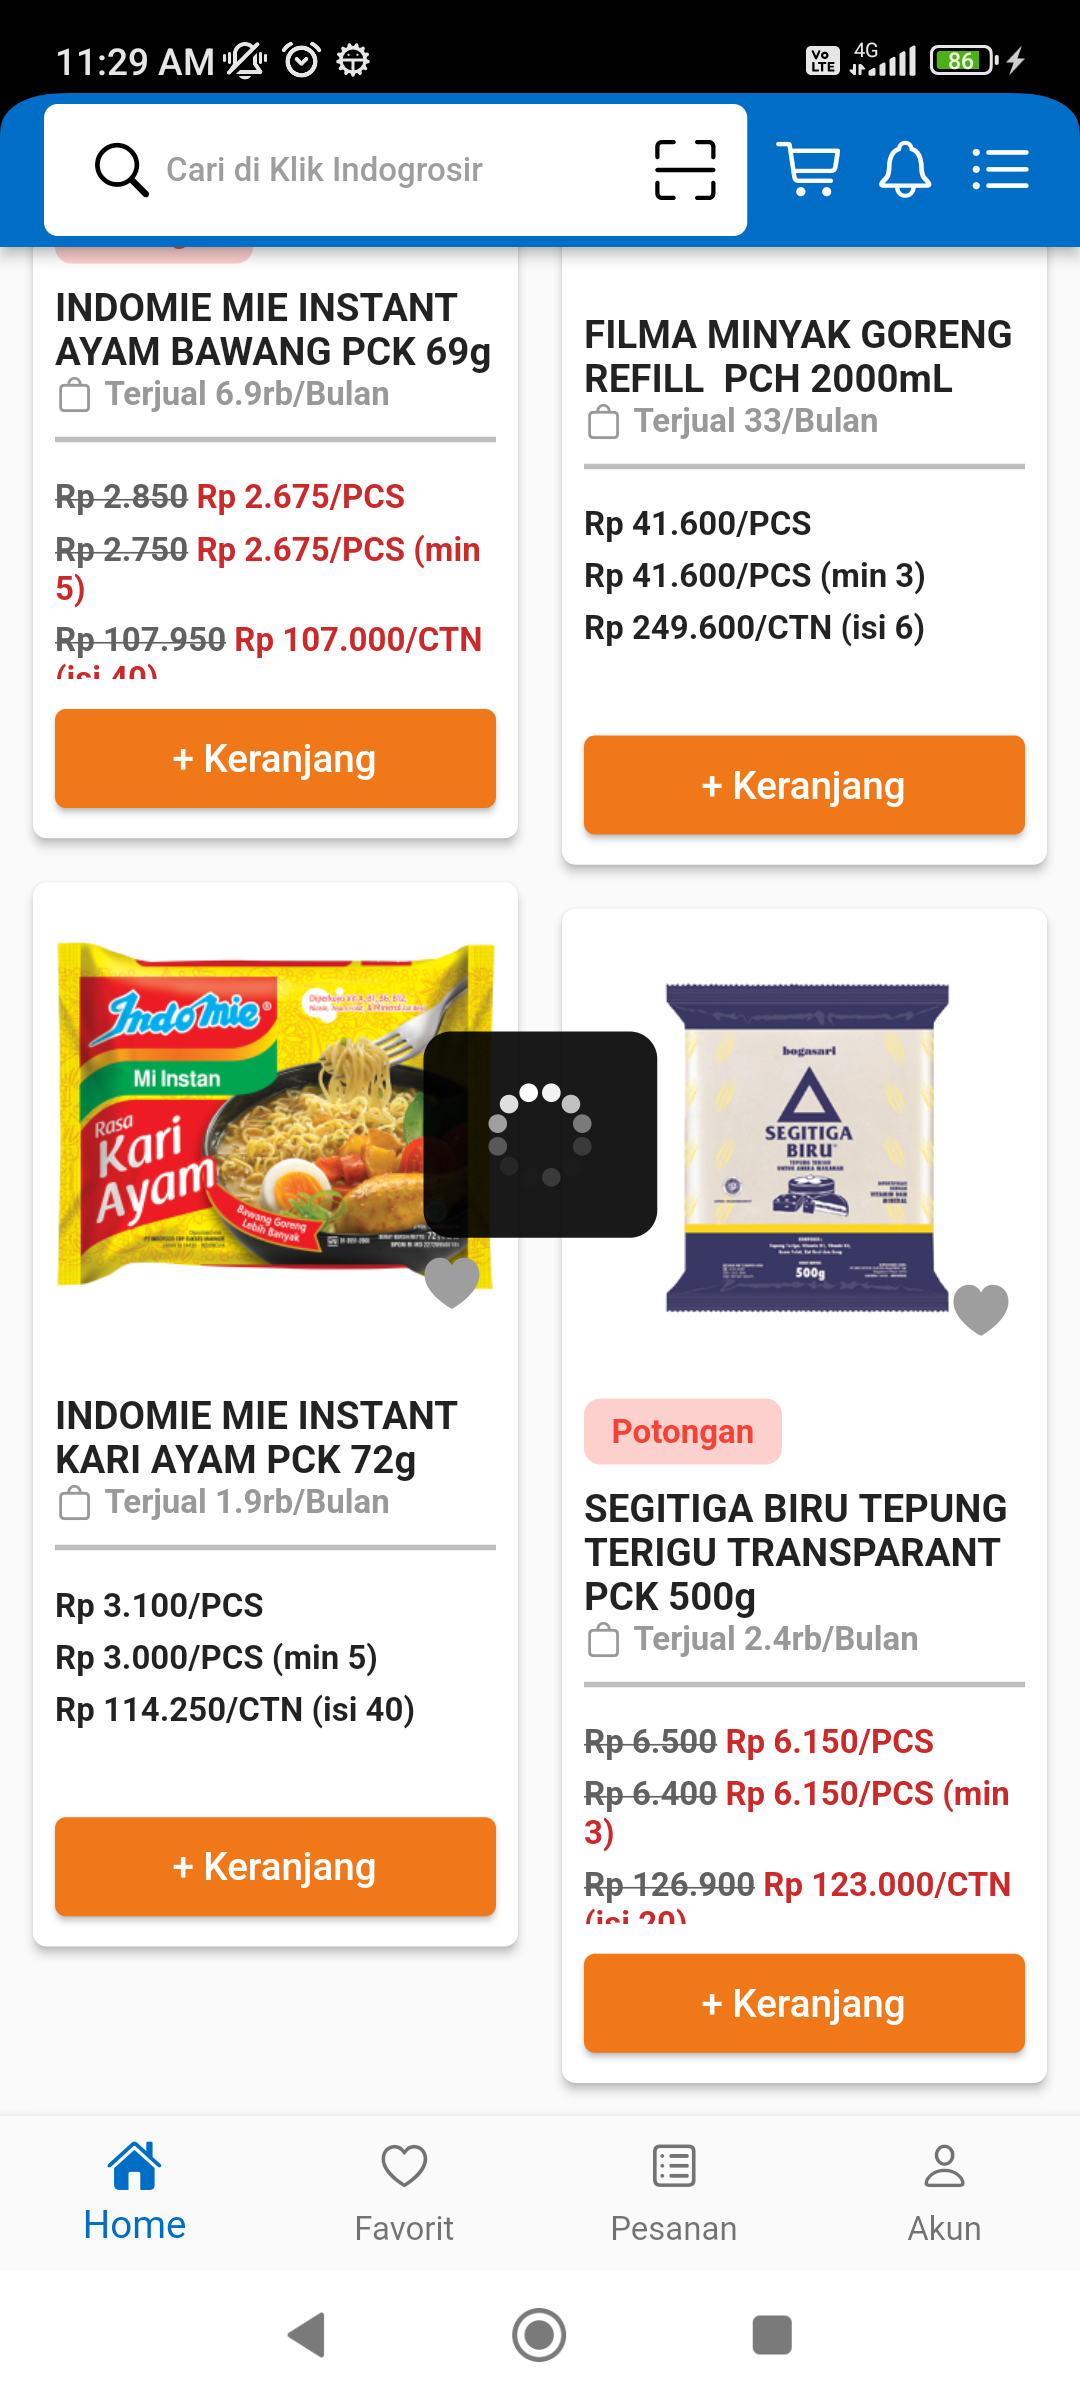 11:29 AM
Vo
LTE
4G
86
Cari di Klik Indogrosir
INDOMIE MIE INSTANT
AYAM BAWANG PCK 69g
Terjual 6.9rb/Bulan
Rp 2.850 Rp 2.675/PCS
Rp 2.750 Rp 2.675/PCS (min
5)
Rp 107.950 Rp 107.000/CTN
(isi 40)
+ Keranjang
FILMA MINYAK GORENG
REFILL  PCH 2000mL
Terjual 33/Bulan
Rp 41.600/PCS
Rp 41.600/PCS (min 3)
Rp 249.600/CTN (isi 6)
+ Keranjang
Indomie
Mi Instan
Rasa
Kari
Ayam
Bawang Goreng
Lebih Banyak
INDOMIE MIE INSTANT
KARI AYAM PCK 72g
Terjual 1.9rb/Bulan
Rp 3.100/PCS
Rp 3.000/PCS (min 5)
Rp 114.250/CTN (isi 40)
+ Keranjang
bogasari
SEGITIGA
BIRU
500g
Potongan
SEGITIGA BIRU TEPUNG
TERIGU TRANSPARANT
PCK 500g
Terjual 2.4rb/Bulan
Rp 6.500 Rp 6.150/PCS
Rp 6.400 Rp 6.150/PCS (min
3)
Rp 126.900 Rp 123.000/CTN
(isi 20)
+ Keranjang
Home
Favorit
Pesanan
Akun